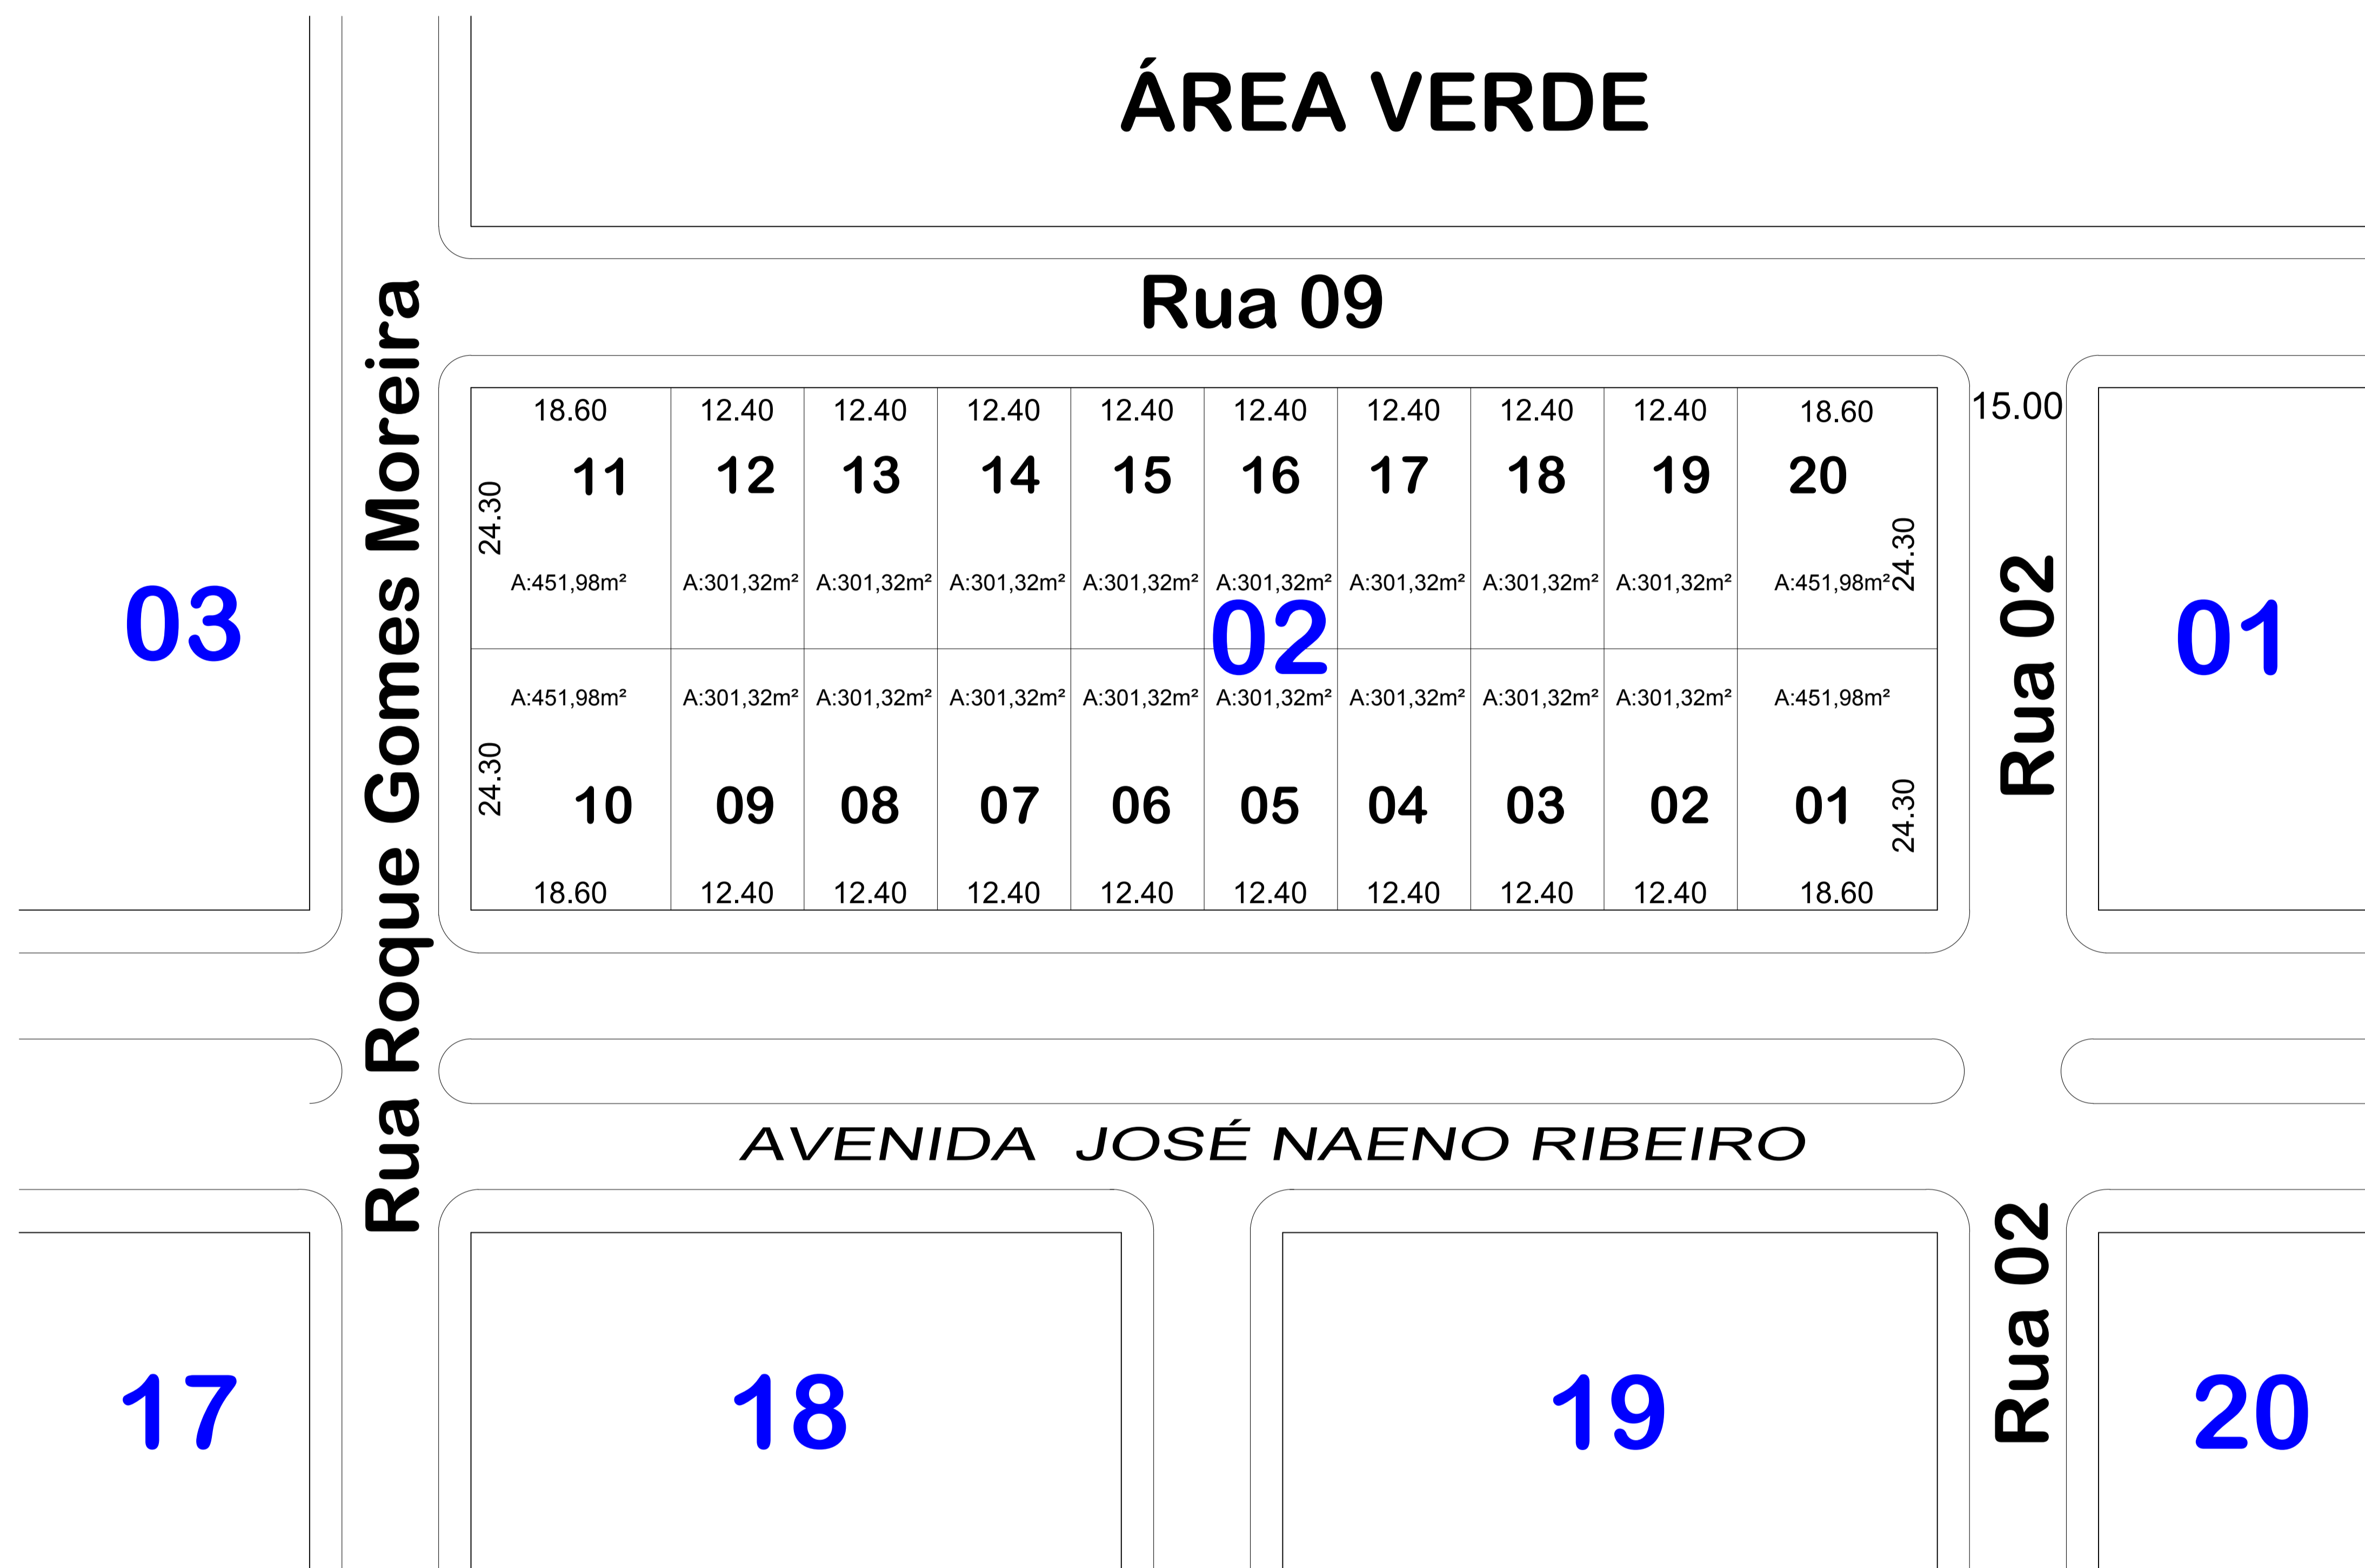 ÁREA VERDE
Rua 09
Rua Roque Gomes Moreira
18.60 12.40 12.40 12.40 12.40 12.40 12.40 12.40 12.40 18.60
15.00
11 12 13 14 15 16 17 18 19 20
24.30
24.30
A:451,98m² A:301,32m² A:301,32m² A:301,32m² A:301,32m² A:301,32m² A:301,32m² A:301,32m² A:301,32m² A:451,98m²
03
02
Rua 02
01
A:451,98m² A:301,32m² A:301,32m² A:301,32m² A:301,32m² A:301,32m² A:301,32m² A:301,32m² A:301,32m² A:451,98m²
24.30
24.30
10 09 08 07 06 05 04 03 02 01
18.60 12.40 12.40 12.40 12.40 12.40 12.40 12.40 12.40 18.60
AVENIDA JOSÉ NAENO RIBEIRO
Rua 02
17
18
19
20